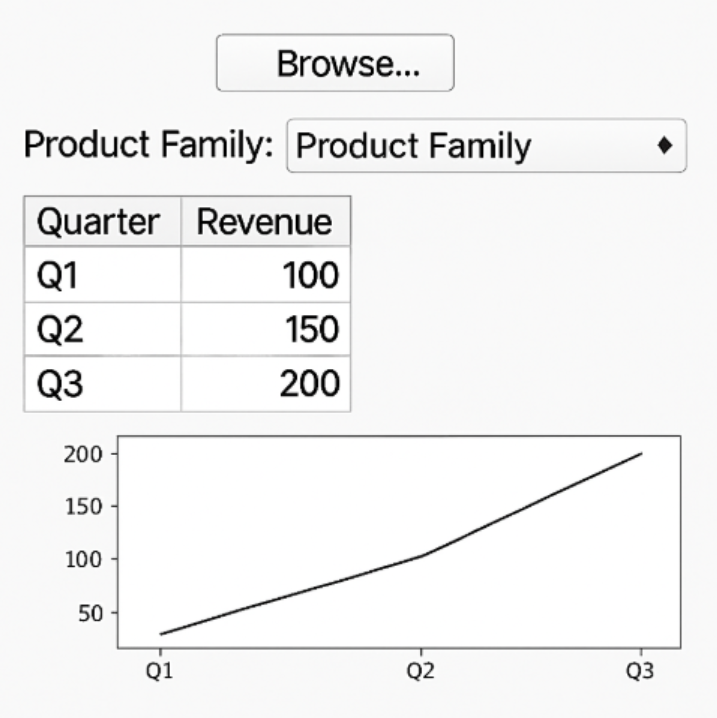 Browse...
Product Family: Product Family
Quarter Revenue
Q1 100
Q2 150
Q3 200
200
150
100
50
Q1 Q2 Q3